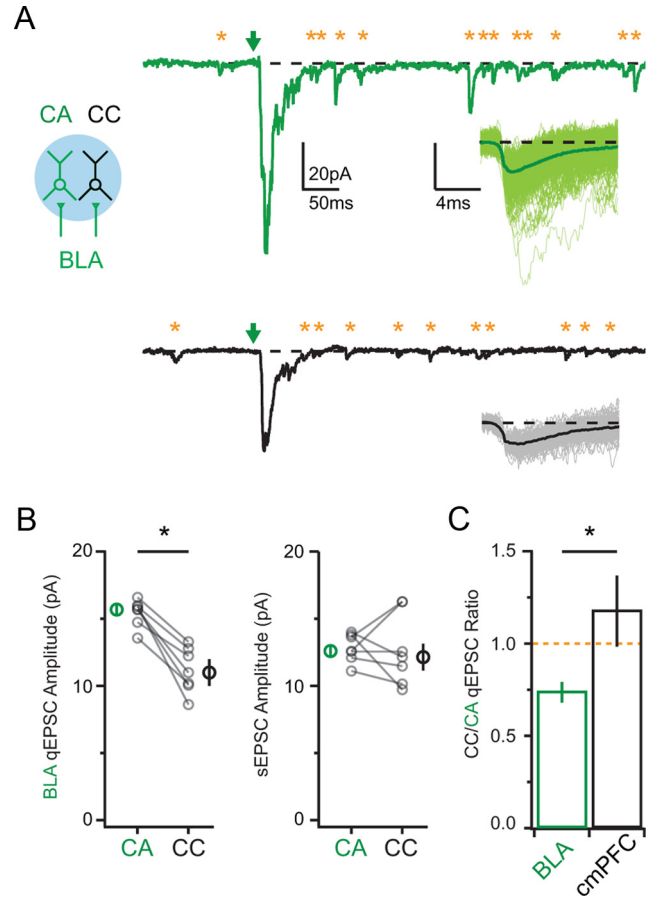 A
* * * * * * * * * * * * *
CA CC
BLA
20pA
50ms
4ms
* * * * * * * * * * *
B
*
20
10
0
BLA qEPSC Amplitude (pA)
CA CC
20
10
0
sEPSC Amplitude (pA)
CA CC
C
*
1.5
1.0
0.5
0.0
CC/CA qEPSC Ratio
BLA
cmPFC